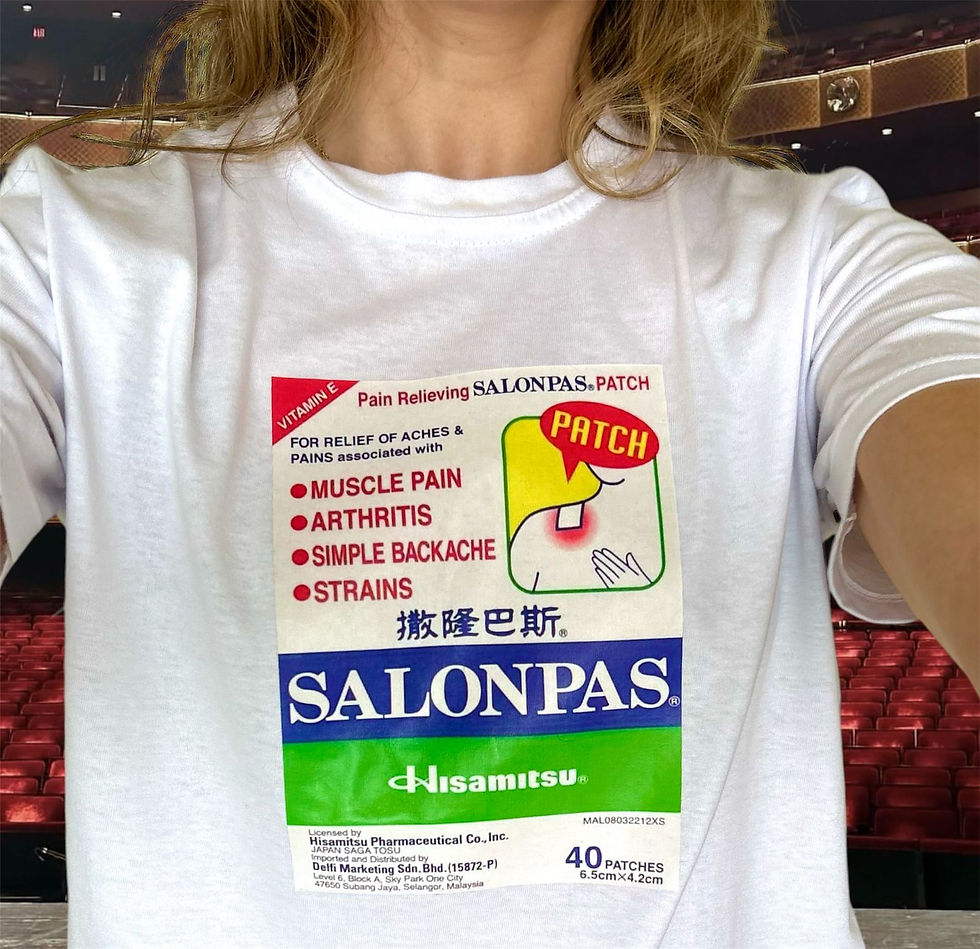 VITAMIN E
Pain Relieving SALONPAS® PATCH
FOR RELIEF OF ACHES &
PAINS associated with
●MUSCLE PAIN
●ARTHRITIS
●SIMPLE BACKACHE
●STRAINS
PATCH
撒隆巴斯®
SALONPAS®
Hisamitsu®
MAL08032212XS
Licensed by
Hisamitsu Pharmaceutical Co., Inc.
JAPAN SAGA TOSU
Imported and Distributed by
Delfi Marketing Sdn.Bhd.(15872-P)
Level 6, Block A, Sky Park One City
47650 Subang Jaya, Selangor, Malaysia
40 PATCHES
6.5cm×4.2cm